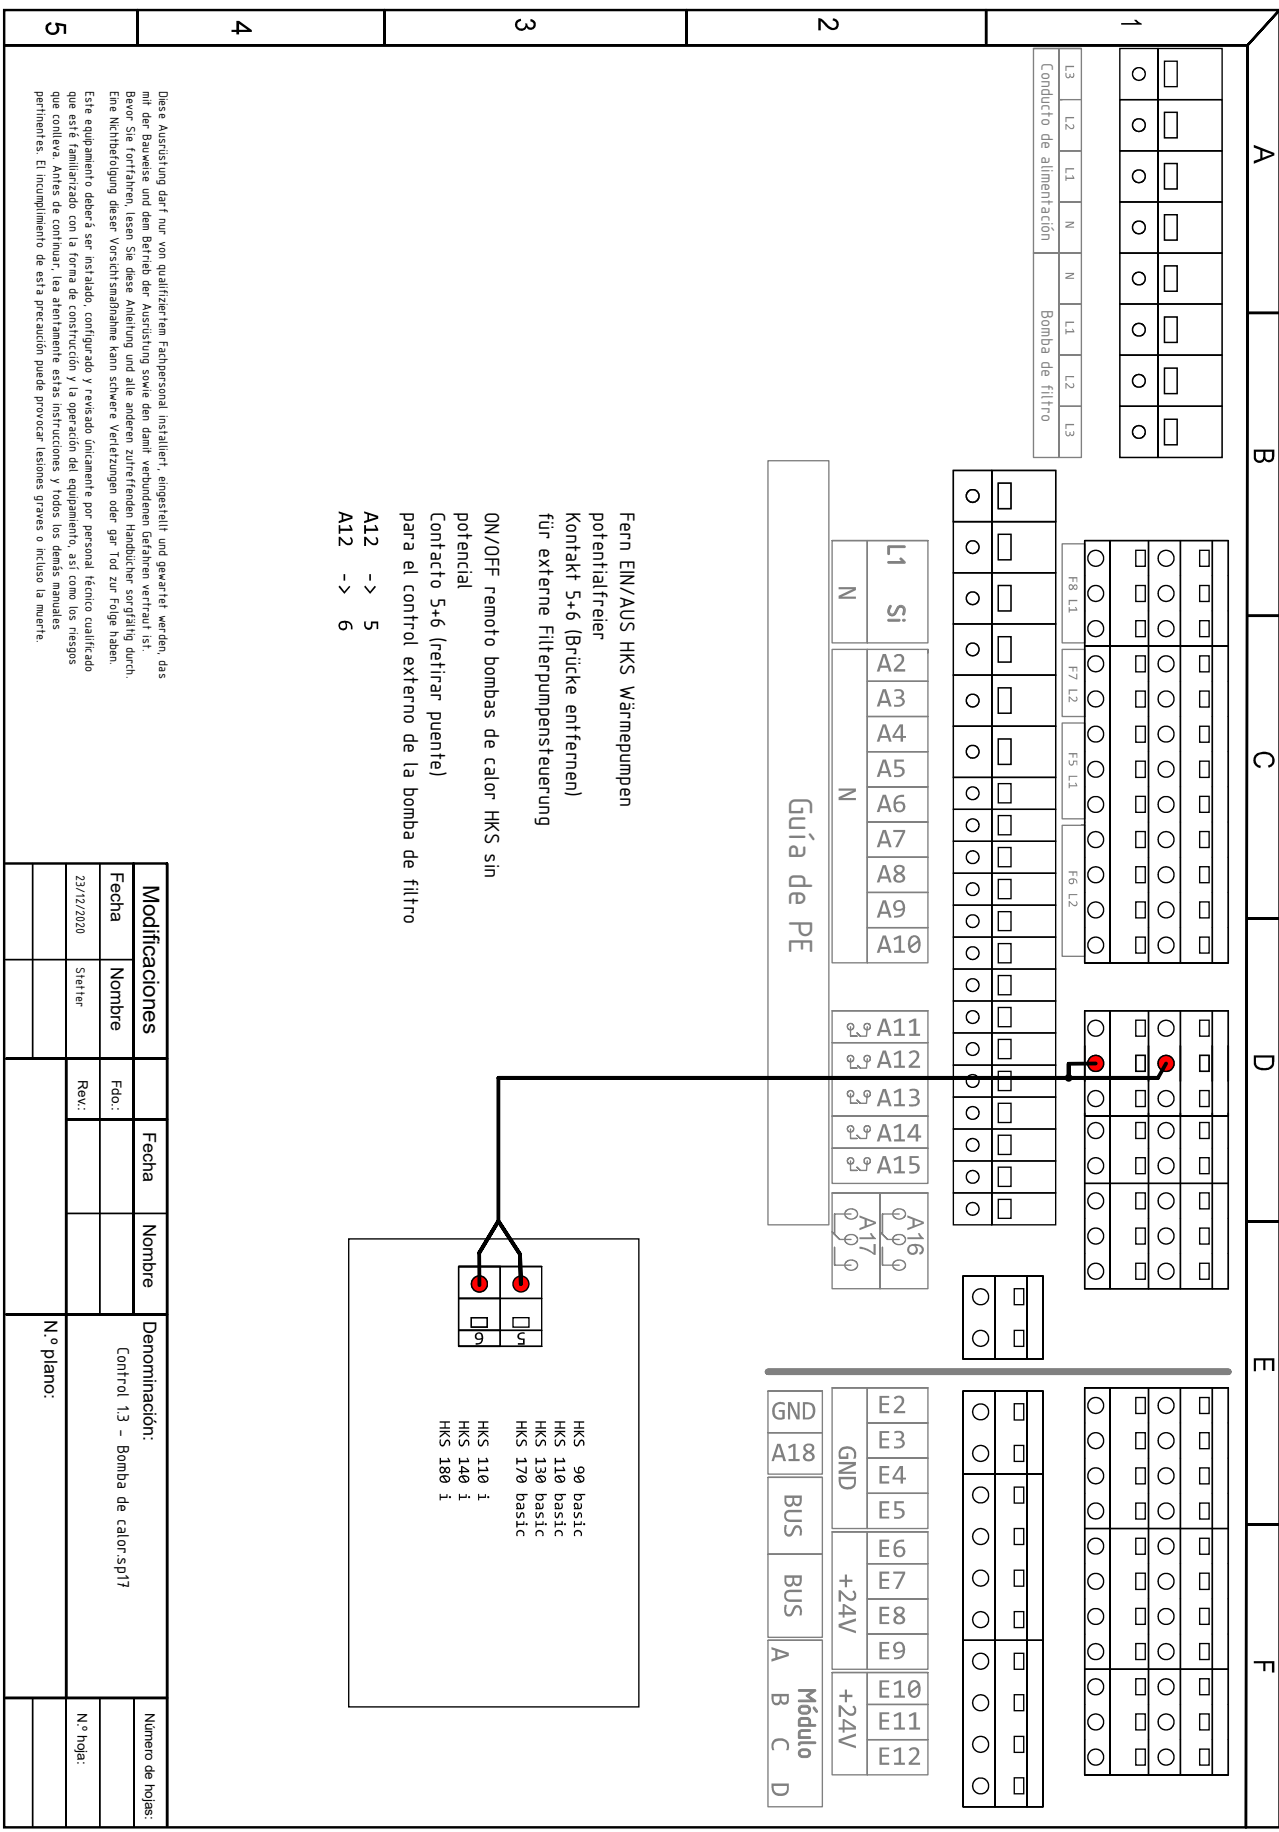 A
B
C
D
E
F
1
2
3
4
5
L3
L2
L1
N
N
L1
L2
L3
Conducto de alimentación
Bomba de filtro
F8 L1
F7 L2
F5 L1
F6 L2
L1 Si
N
A2
A3
A4
A5
A6
A7
A8
A9
A10
N
A11
A12
A13
A14
A15
A16
A17
Guía de PE
E2
E3
E4
E5
E6
E7
E8
E9
E10
E11
E12
GND
+24V
+24V
GND
A18
BUS
BUS
Módulo
A B C D
Fern EIN/AUS HKS Wärmepumpen
potentialfreier
Kontakt 5+6 (Brücke entfernen)
für externe Filterpumpensteuerung
ON/OFF remoto bombas de calor HKS sin
potencial
Contacto 5+6 (retirar puente)
para el control externo de la bomba de filtro
A12 -> 5
A12 -> 6
5
6
HKS 90 basic
HKS 110 basic
HKS 130 basic
HKS 170 basic
HKS 110 i
HKS 140 i
HKS 180 i
Diese Ausrüstung darf nur von qualifiziertem Fachpersonal installiert, eingestellt und gewartet werden, das
mit der Bauweise und dem Betrieb der Ausrüstung sowie den damit verbundenen Gefahren vertraut ist.
Bevor Sie fortfahren, lesen Sie diese Anleitung und alle anderen zutreffenden Handbücher sorgfältig durch.
Eine Nichtbefolgung dieser Vorsichtsmaßnahme kann schwere Verletzungen oder gar Tod zur Folge haben.
Este equipamiento deberá ser instalado, configurado y revisado únicamente por personal técnico cualificado
que esté familiarizado con la forma de construcción y la operación del equipamiento, así como los riesgos
que conlleva. Antes de continuar, lea atentamente estas instrucciones y todos los demás manuales
pertinentes. El incumplimiento de esta precaución puede provocar lesiones graves o incluso la muerte.
Modificaciones
Fecha
Nombre
23/12/2020
Stetter
Fecha
Nombre
Fdo.:
Rev.:
Denominación:
Control 1.3 - Bomba de calor.sp17
N.º plano:
Número de hojas:
N.º hoja: